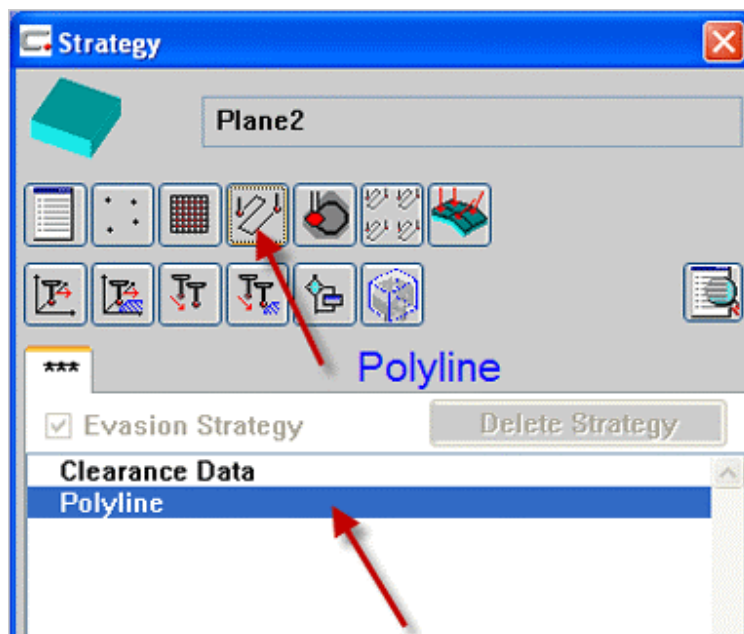 Strategy
Plane2
Polyline
***
Evasion Strategy
Delete Strategy
Clearance Data
Polyline